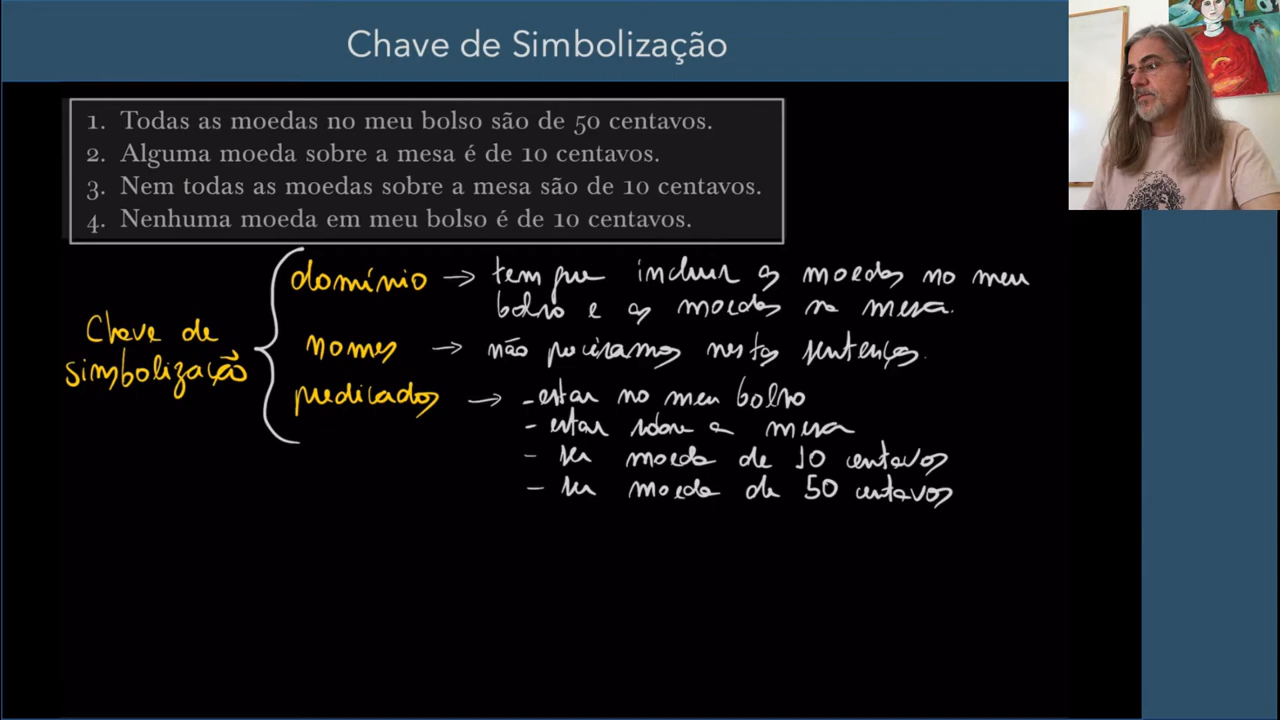 Chave de Simbolização
1. Todas as moedas no meu bolso são de 50 centavos.
2. Alguma moeda sobre a mesa é de 10 centavos.
3. Nem todas as moedas sobre a mesa são de 10 centavos.
4. Nenhuma moeda em meu bolso é de 10 centavos.
Chave de
simbolização
domínio → tem que incluir as moedas no meu
bolso e as moedas na mesa.
nomes → não precisamos nestas sentenças.
predicados → - estar no meu bolso
- estar sobre a mesa
- ser moeda de 10 centavos
- ser moeda de 50 centavos